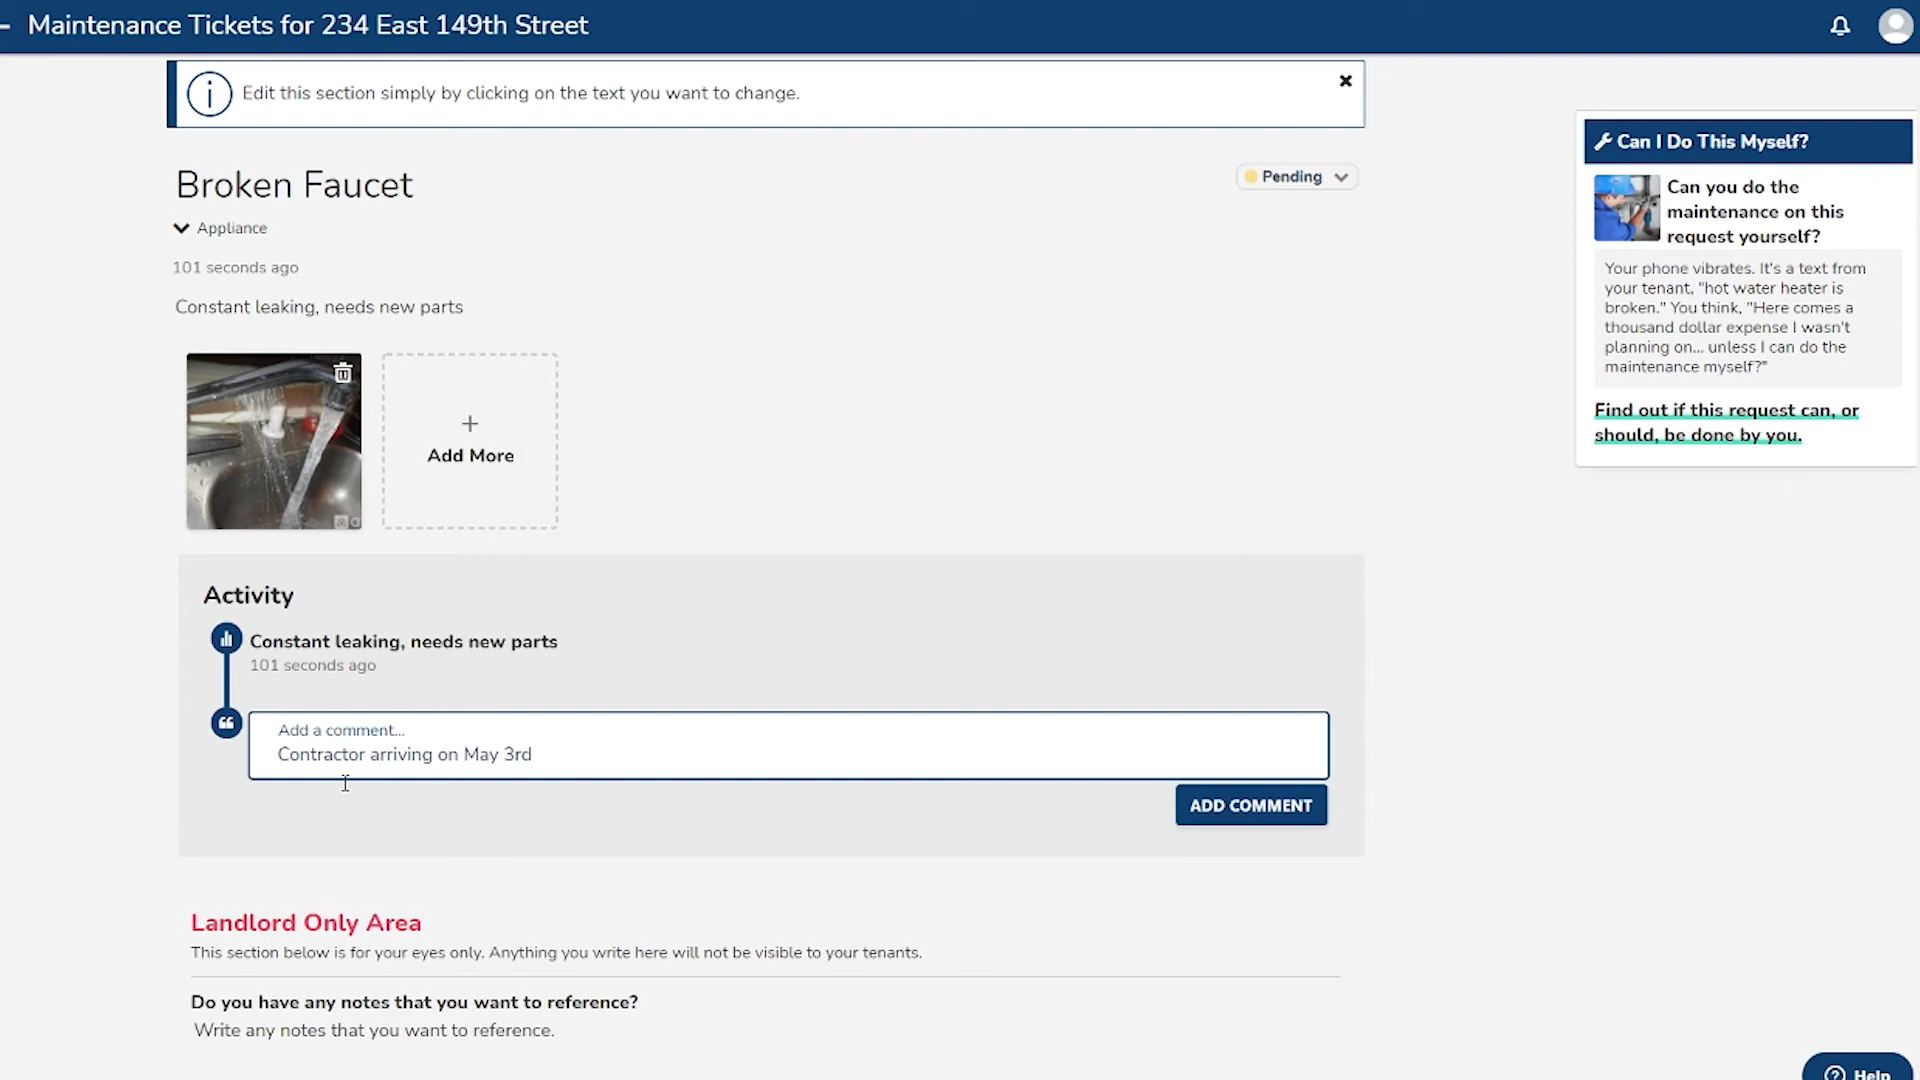 Maintenance Tickets for 234 East 149th Street
Edit this section simply by clicking on the text you want to change.
Broken Faucet
Pending
Appliance
101 seconds ago
Constant leaking, needs new parts
+
Add More
Activity
Constant leaking, needs new parts
101 seconds ago
Add a comment...
Contractor arriving on May 3rd
ADD COMMENT
Landlord Only Area
This section below is for your eyes only. Anything you write here will not be visible to your tenants.
Do you have any notes that you want to reference?
Write any notes that you want to reference.
Can I Do This Myself?
Can you do the
maintenance on this
request yourself?
Your phone vibrates. It's a text from
your tenant, "hot water heater is
broken." You think, "Here comes a
thousand dollar expense I wasn't
planning on... unless I can do the
maintenance myself?"
Find out if this request can, or
should, be done by you.
Help